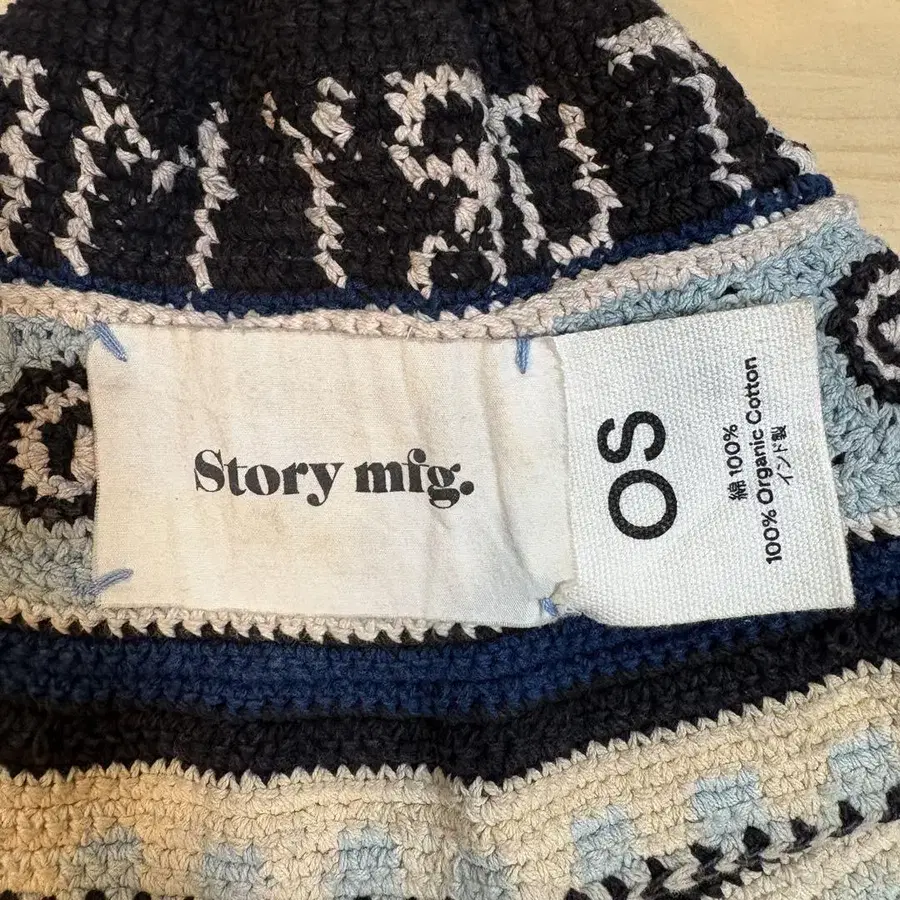 Story mfg.
OS
綿 100%
100% Organic Cotton
インド製